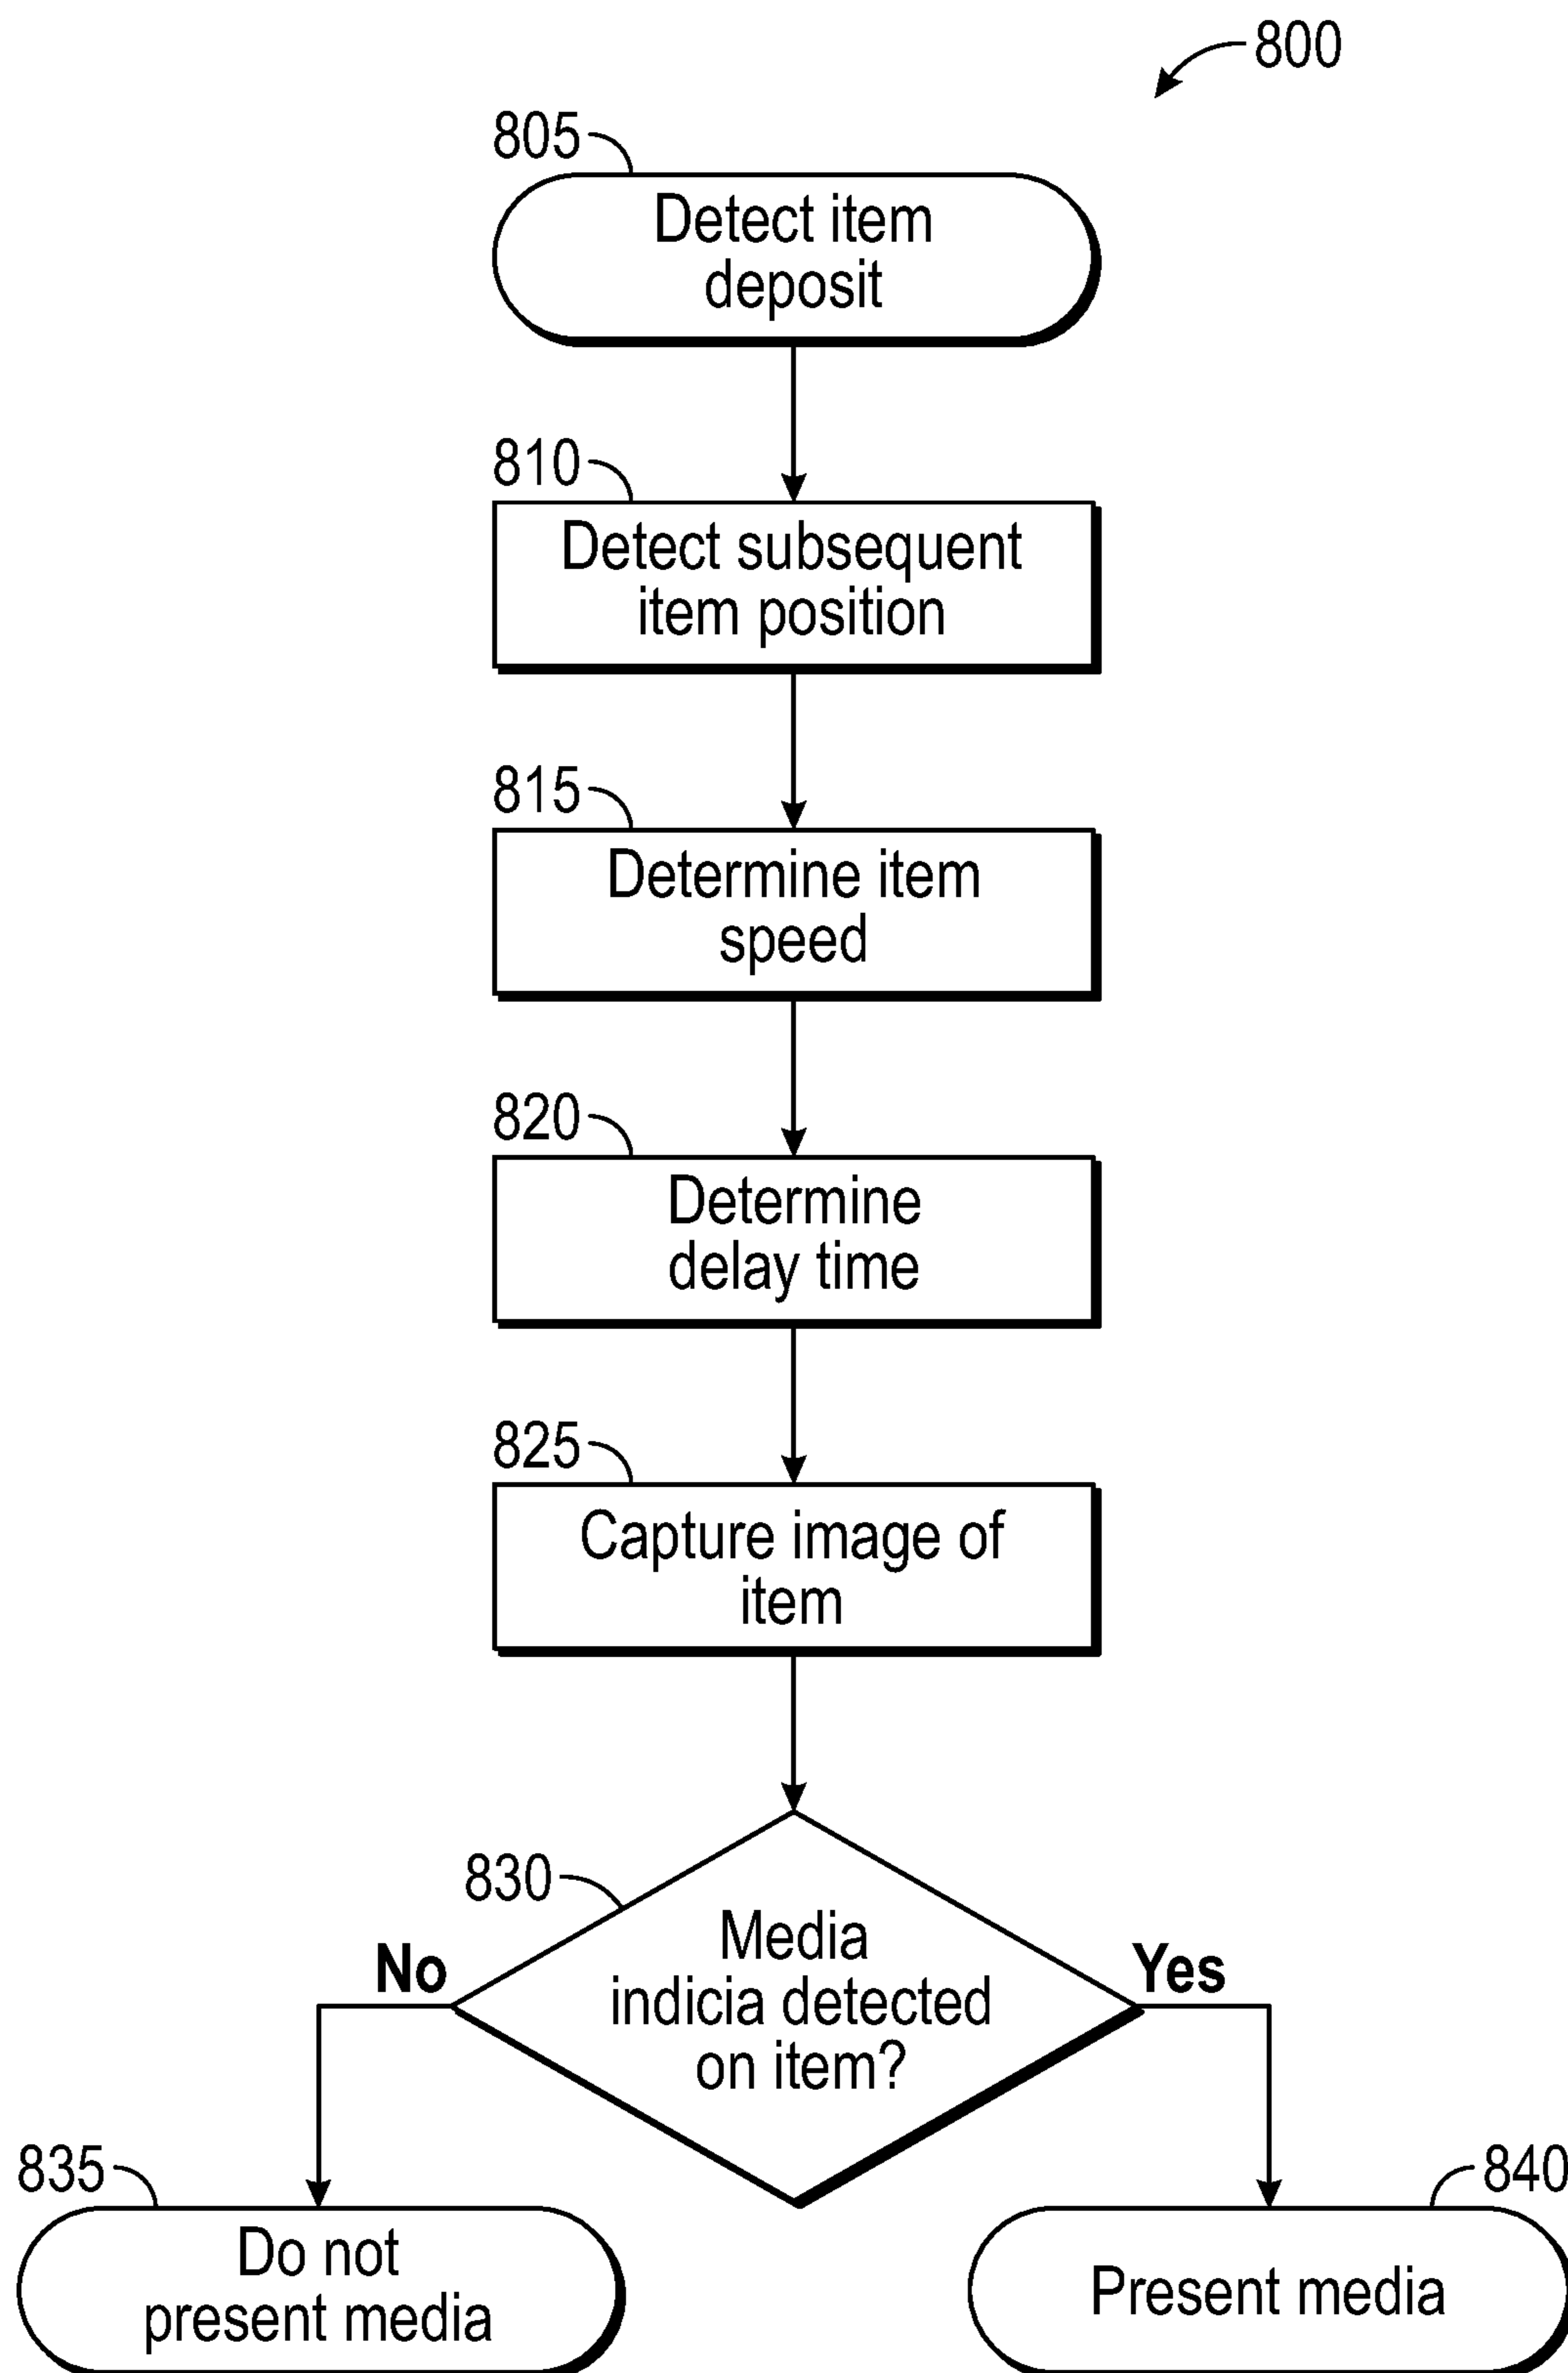 800
805
Detect item
deposit
810
Detect subsequent
item position
815
Determine item
speed
820
Determine
delay time
825
Capture image of
item
830
Media
indicia detected
on item?
No
Yes
835
Do not
present media
840
Present media